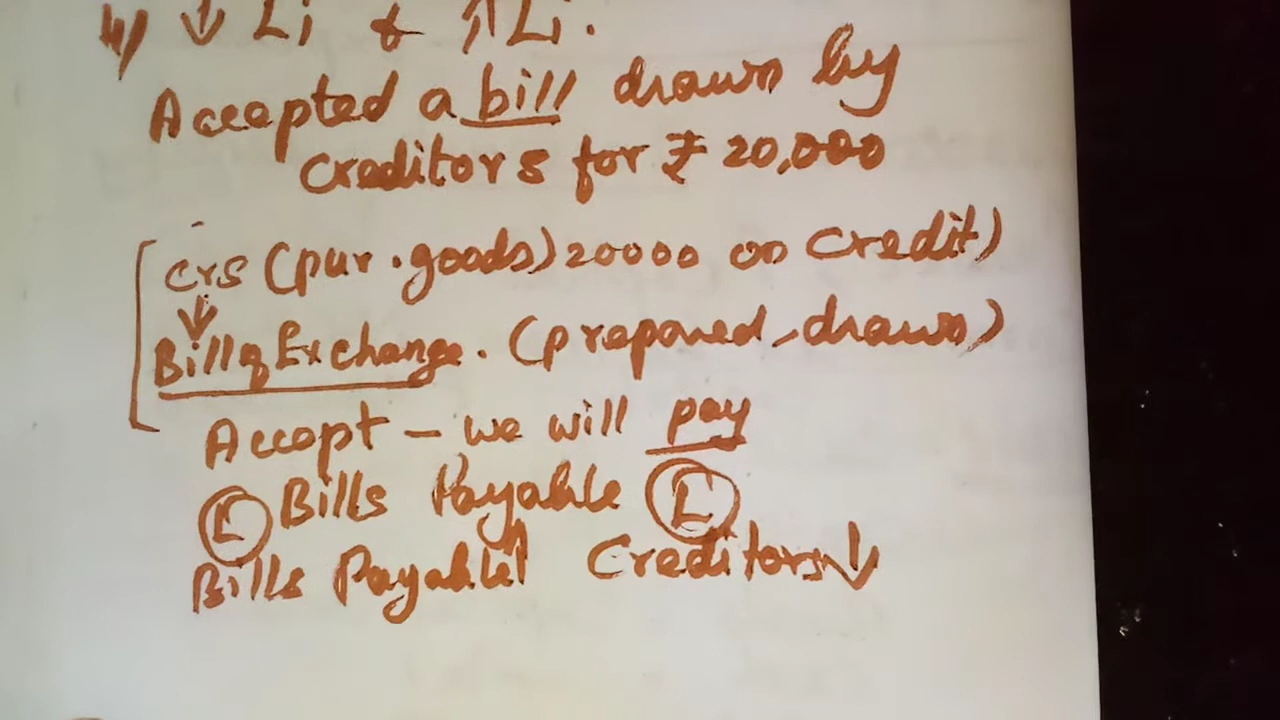 4) ↓ Li & ↑ Li.
Accepted a bill drawn by
creditors for ₹ 20,000
crs (pur. goods) 20000 on credit)
↓
Bill of Exchange. (prepared, drawn)
Accept - we will pay
Ⓛ Bills Payable Ⓛ
Bills Payable↑ Creditors↓